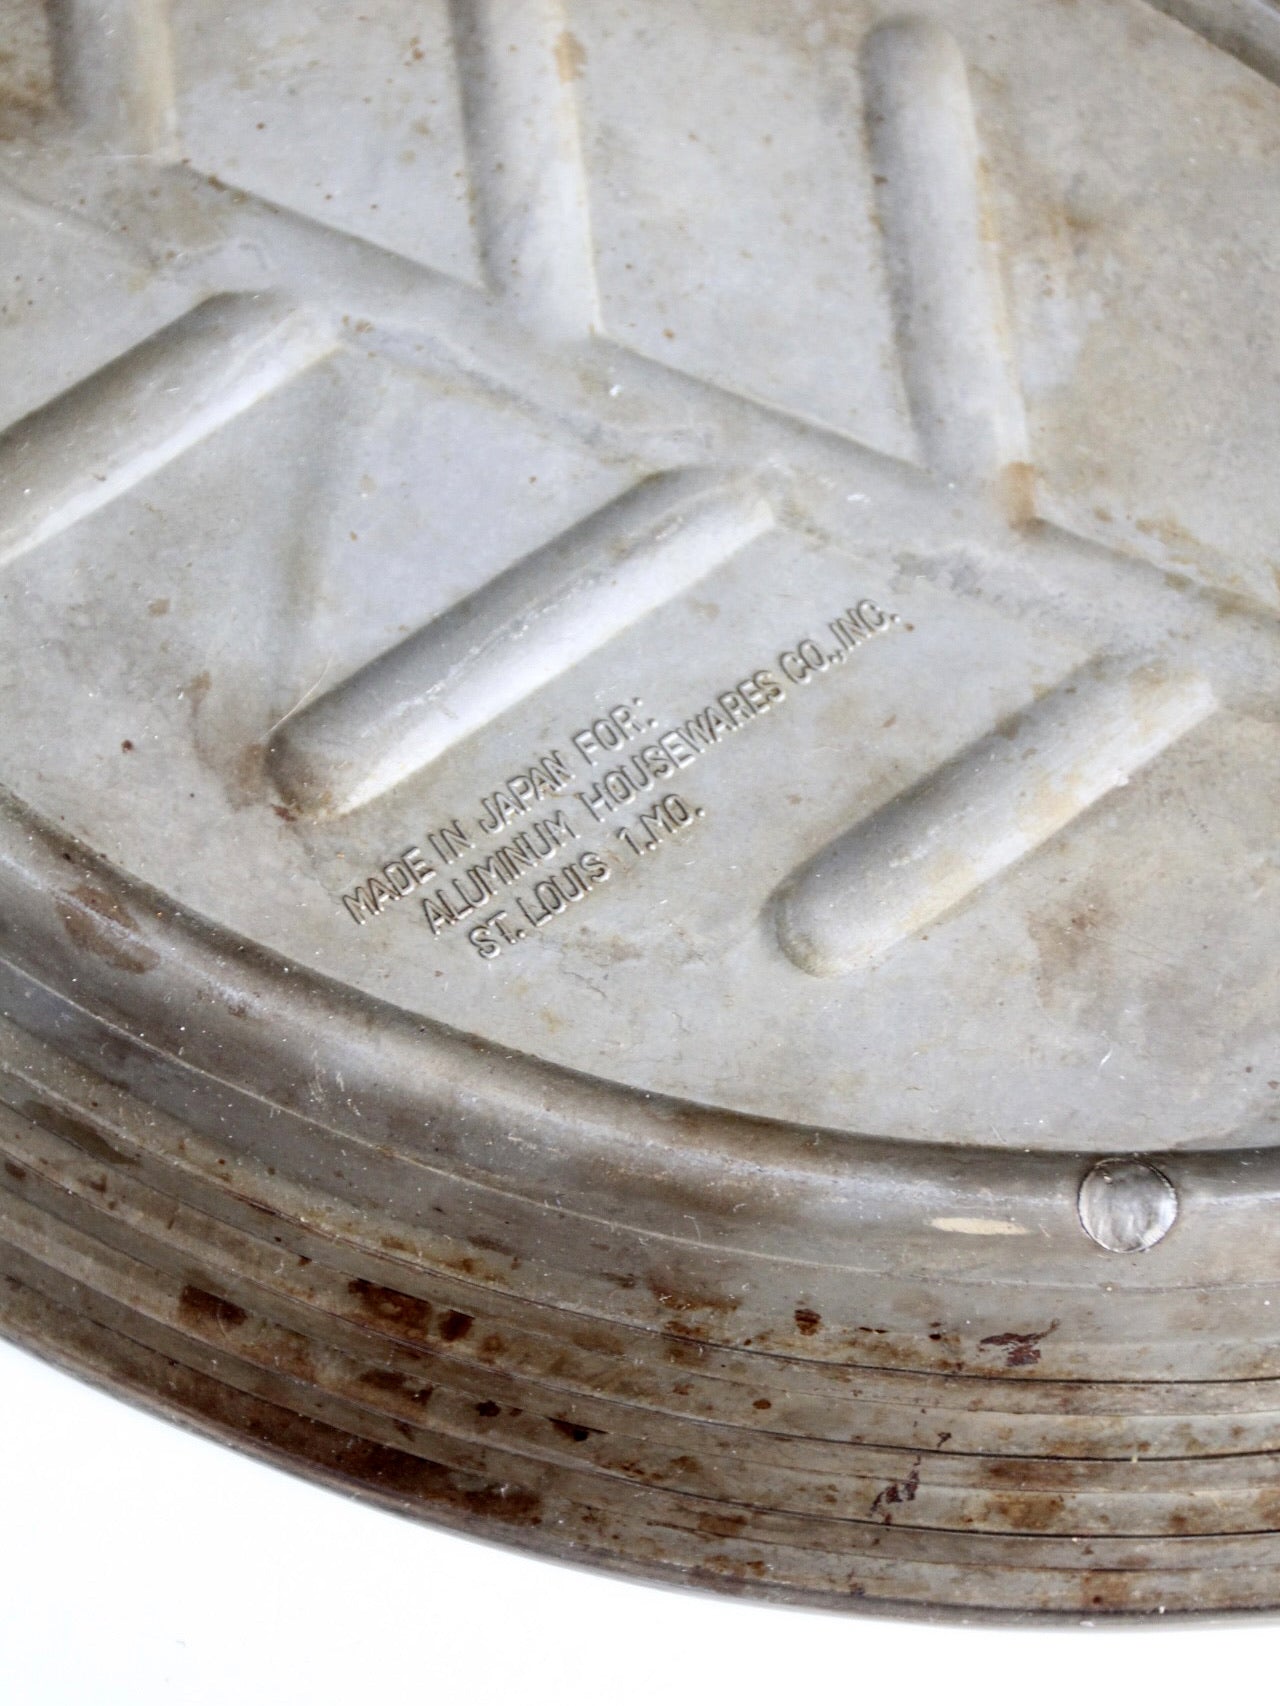 MADE IN JAPAN FOR:
ALUMINUM HOUSEWARES CO.,INC.
ST. LOUIS 1,MO.